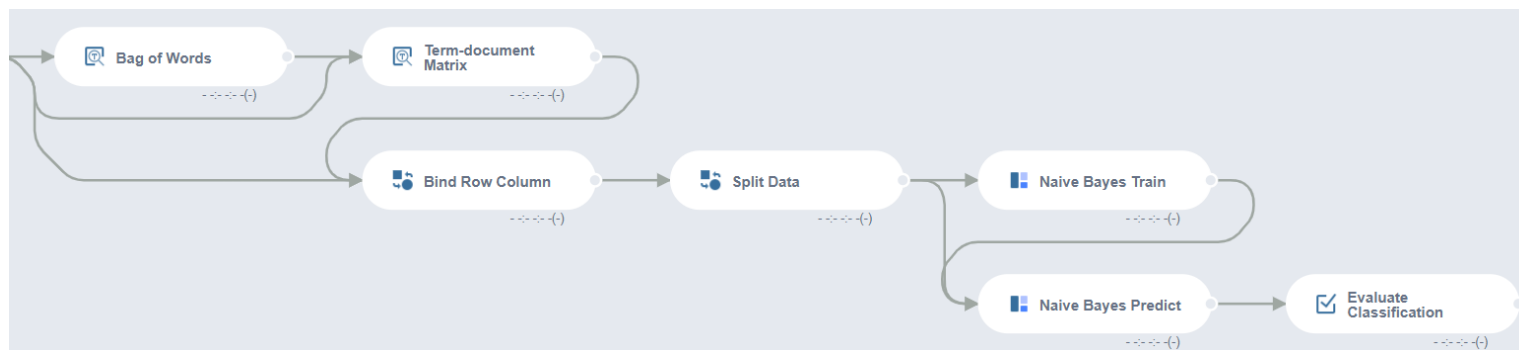 Bag of Words
- -:- -:- -(-)
Term-document
Matrix
- -:- -:- -(-)
Bind Row Column
- -:- -:- -(-)
Split Data
- -:- -:- -(-)
Naive Bayes Train
- -:- -:- -(-)
Naive Bayes Predict
- -:- -:- -(-)
Evaluate
Classification
- -:- -:- -(-)